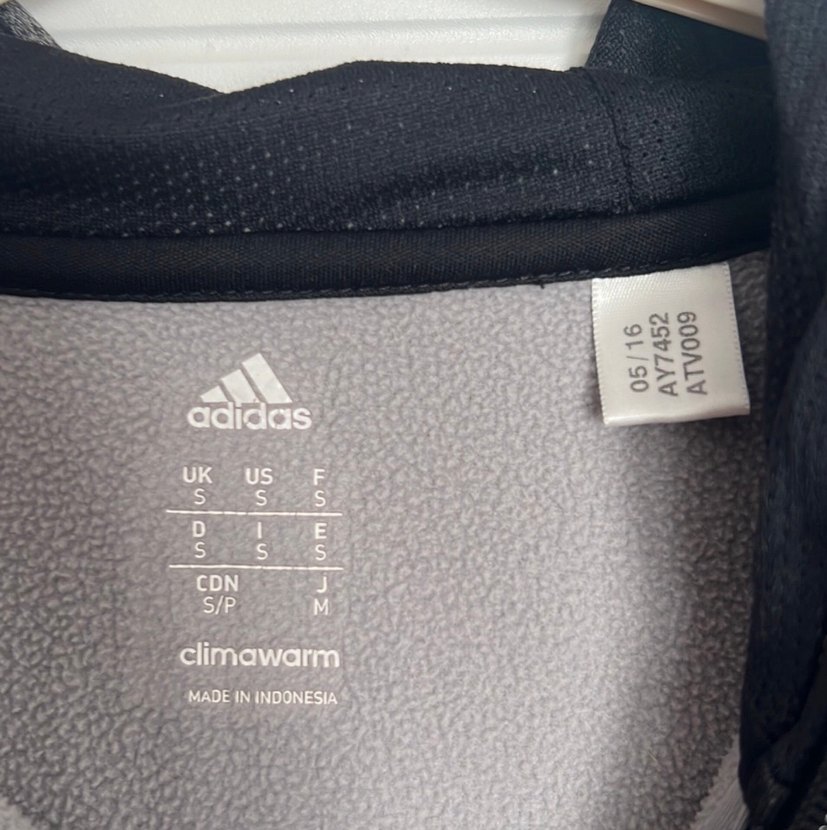 adidas
UK US F
S S S
D I E
S S S
CDN J
S/P M
climawarm
MADE IN INDONESIA
05/16
AY7452
ATV009